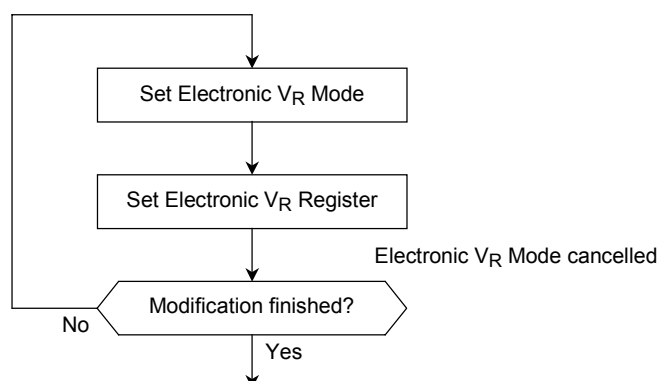 Set Electronic VR Mode
Set Electronic VR Register
Electronic VR Mode cancelled
Modification finished?
No
Yes